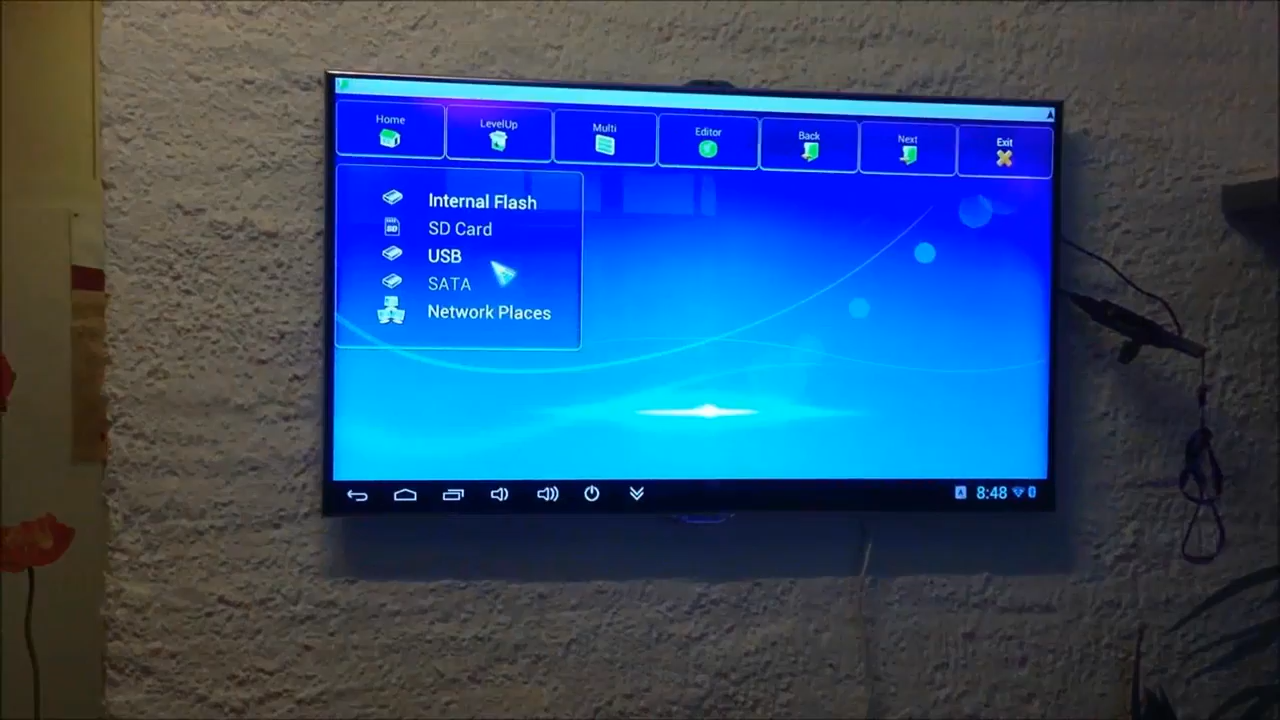 Home LevelUp Multi Editor Back Next Exit
Internal Flash
SD Card
USB
SATA
Network Places
A 8:48